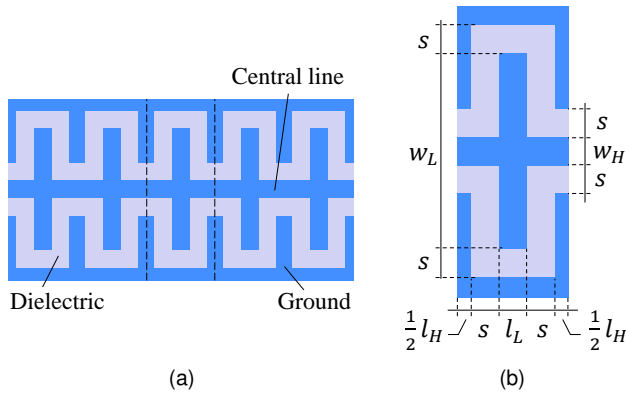 Central line
Dielectric
Ground
(a)
s
w_L
s
s
w_H
s
½ l_H
s
l_L
s
½ l_H
(b)